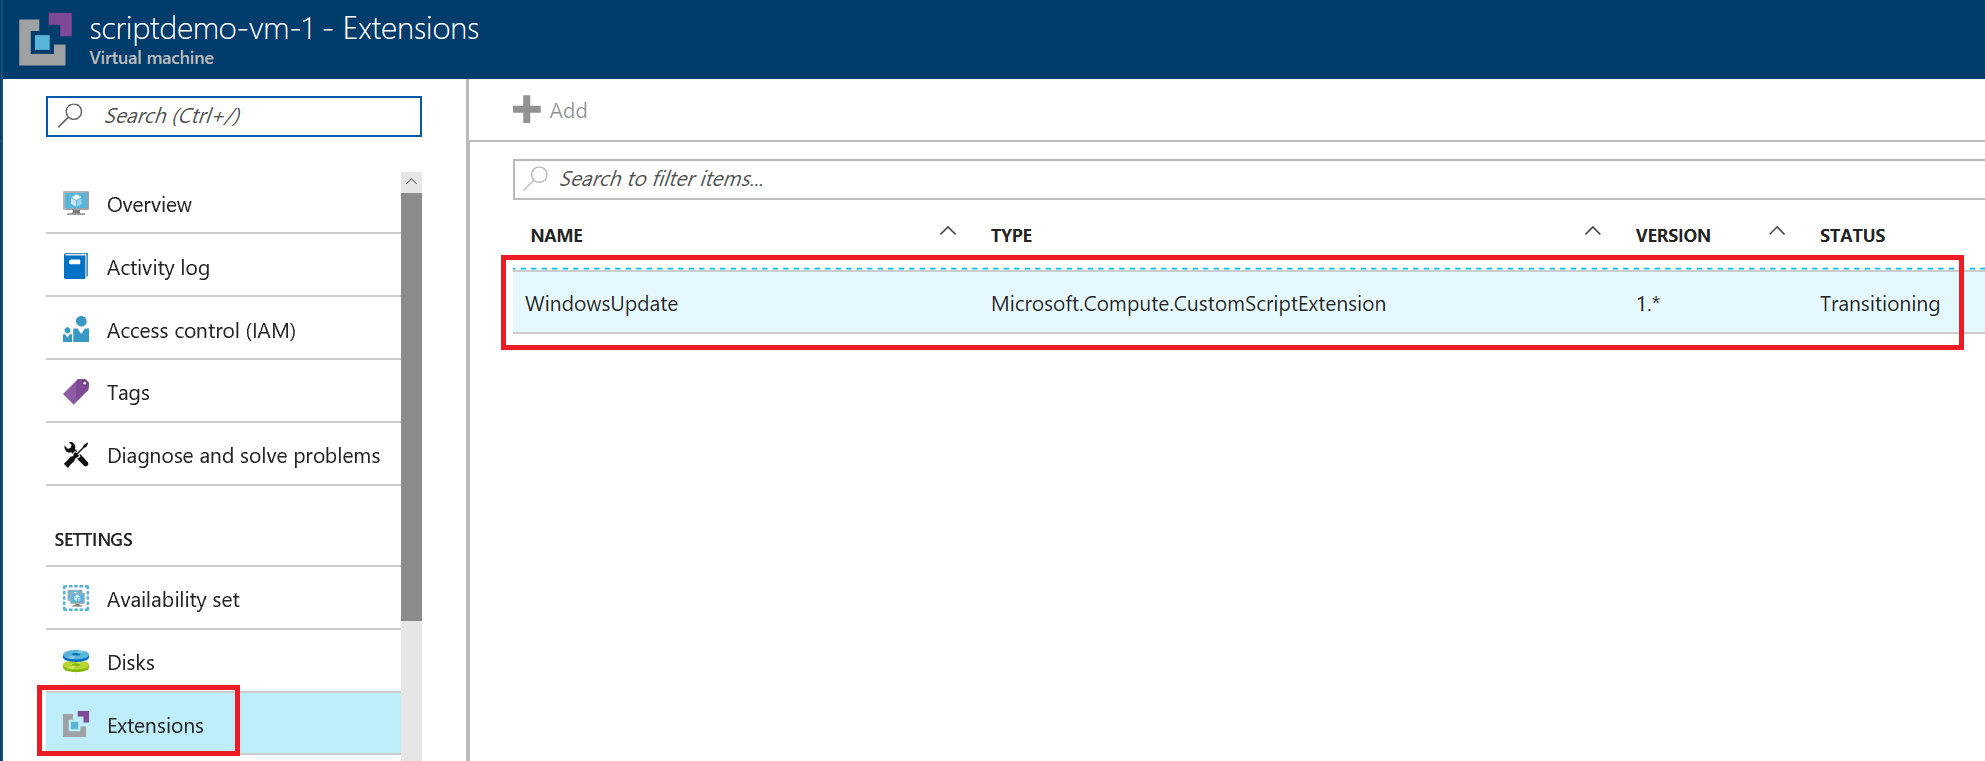 scriptdemo-vm-1 - Extensions
Virtual machine
Search (Ctrl+/)
Overview
Activity log
Access control (IAM)
Tags
Diagnose and solve problems
SETTINGS
Availability set
Disks
Extensions
Add
Search to filter items...
NAME TYPE VERSION STATUS
WindowsUpdate Microsoft.Compute.CustomScriptExtension 1.* Transitioning